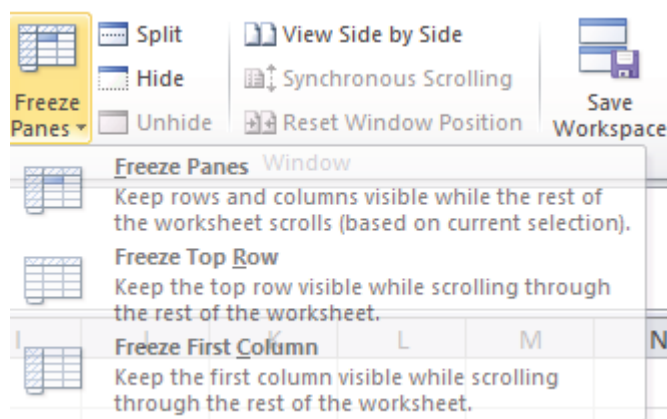 Split
View Side by Side
Hide
Synchronous Scrolling
Freeze
Panes
Unhide
Reset Window Position
Save
Workspace
Window
Freeze Panes
Keep rows and columns visible while the rest of
the worksheet scrolls (based on current selection).
Freeze Top Row
Keep the top row visible while scrolling through
the rest of the worksheet.
I K L M N
Freeze First Column
Keep the first column visible while scrolling
through the rest of the worksheet.